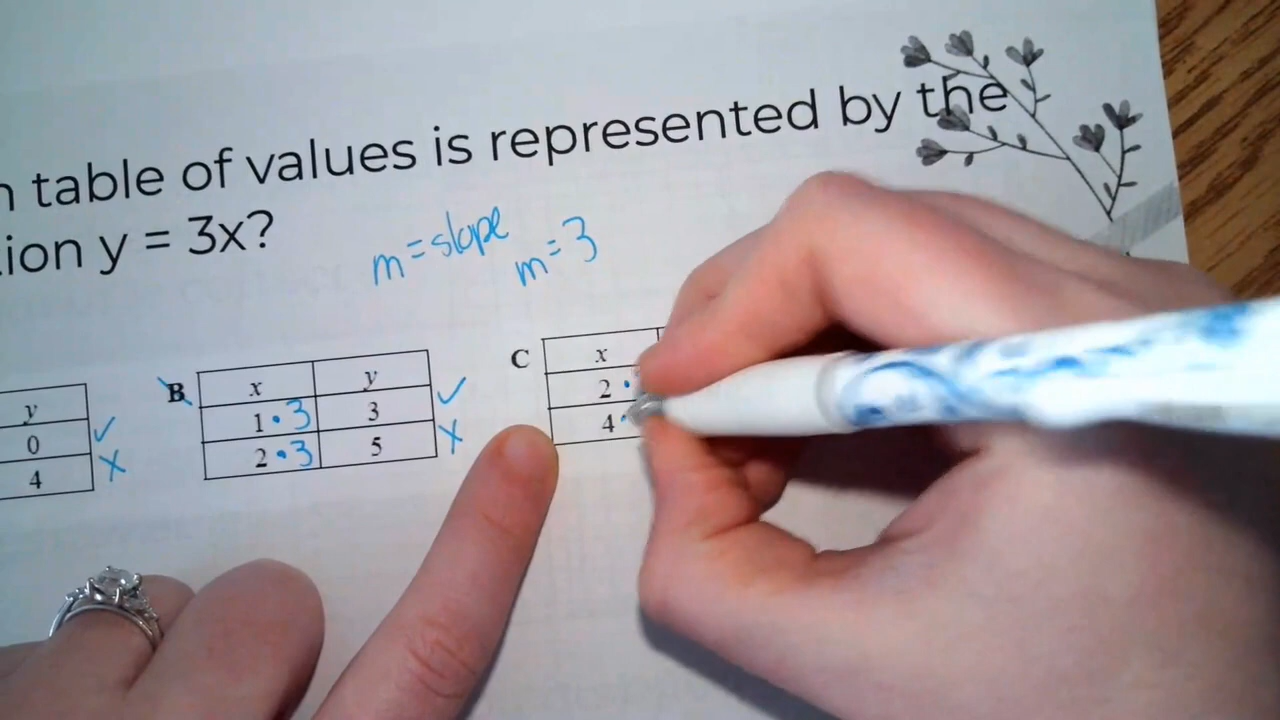 table of values is represented by the
y = 3x?
m = slope
m = 3
y
0 ✓
4 X
B
x y
1 • 3 3 ✓
2 • 3 5 X
C
x
2 •
4 •